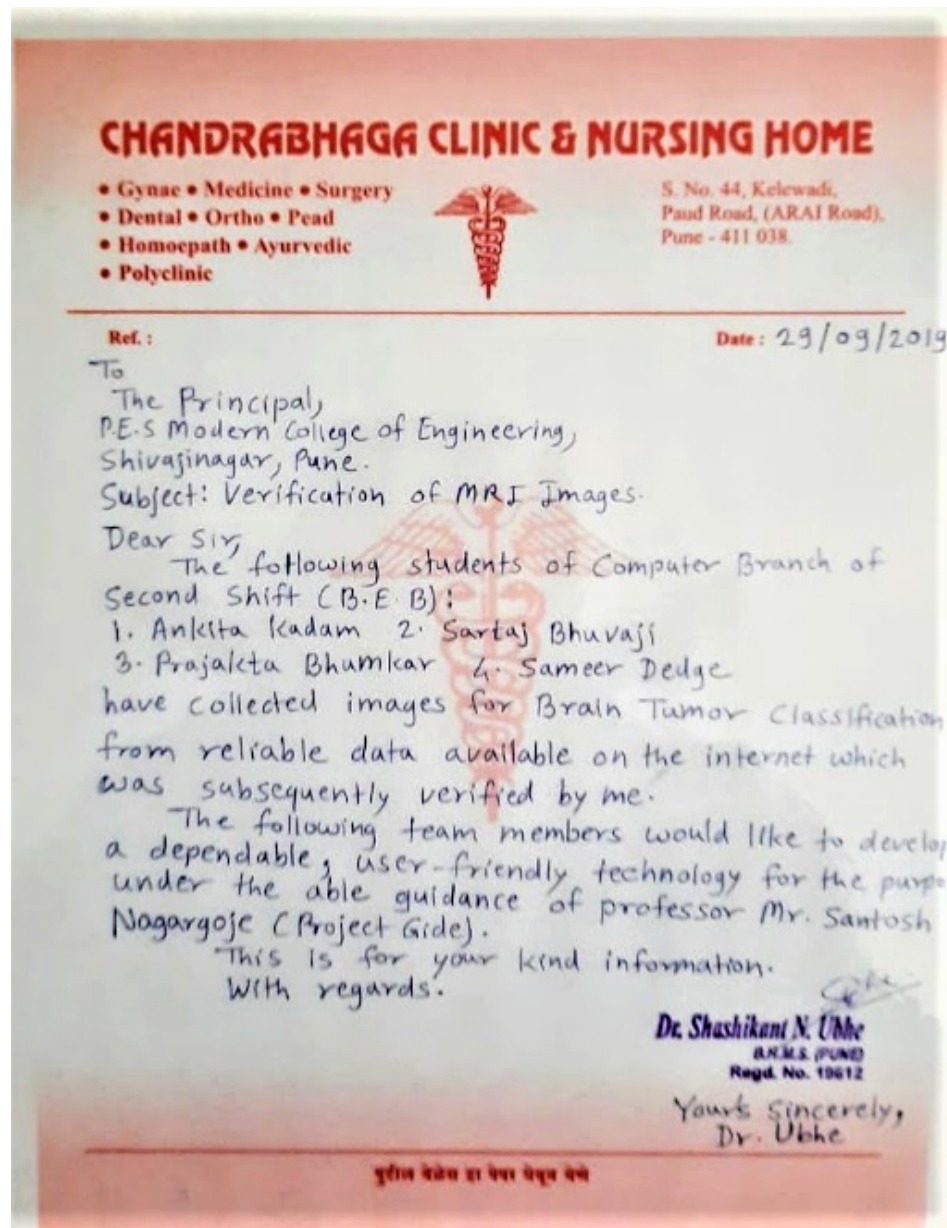 CHANDRABHAGA CLINIC & NURSING HOME
• Gynae • Medicine • Surgery
• Dental • Ortho • Pead
• Homoepath • Ayurvedic
• Polyclinic
S. No. 44, Kelewadi,
Paud Road, (ARAI Road),
Pune - 411 038.
Ref. :
Date : 29/09/2019
To
The Principal,
P.E.S Modern College of Engineering,
Shivajinagar, Pune.
Subject: Verification of MRI Images.
Dear Sir,
The following students of Computer Branch of
Second Shift (B.E. B):
1. Ankita Kadam 2. Sartaj Bhuvaji
3. Prajakta Bhumkar 4. Sameer Dedge
have collected images for Brain Tumor Classification
from reliable data available on the internet which
was subsequently verified by me.
The following team members would like to develop
a dependable, user-friendly technology for the purpo
under the able guidance of professor Mr. Santosh
Nagargoje (Project Gide).
This is for your kind information.
With regards.
Dr. Shashikant N. Ubhe
B.H.M.S. (PUNE)
Regd. No. 19612
Yours Sincerely,
Dr. Ubhe
पुढील वेळेस हा पेपर घेवून येणे